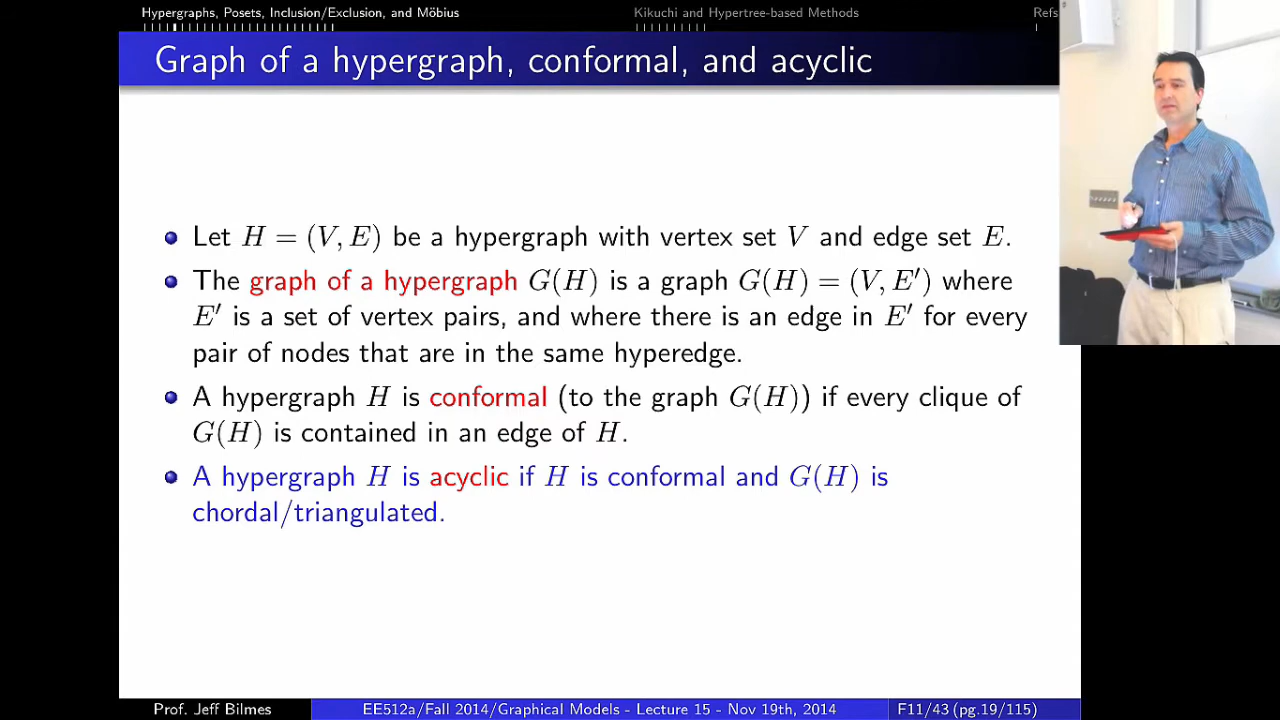 Hypergraphs, Posets, Inclusion/Exclusion, and Möbius
Kikuchi and Hypertree-based Methods
Refs
Graph of a hypergraph, conformal, and acyclic
Let H = (V, E) be a hypergraph with vertex set V and edge set E.
The graph of a hypergraph G(H) is a graph G(H) = (V, E′) where
E′ is a set of vertex pairs, and where there is an edge in E′ for every
pair of nodes that are in the same hyperedge.
A hypergraph H is conformal (to the graph G(H)) if every clique of
G(H) is contained in an edge of H.
A hypergraph H is acyclic if H is conformal and G(H) is
chordal/triangulated.
Prof. Jeff Bilmes
EE512a/Fall 2014/Graphical Models - Lecture 15 - Nov 19th, 2014
F11/43 (pg.19/115)